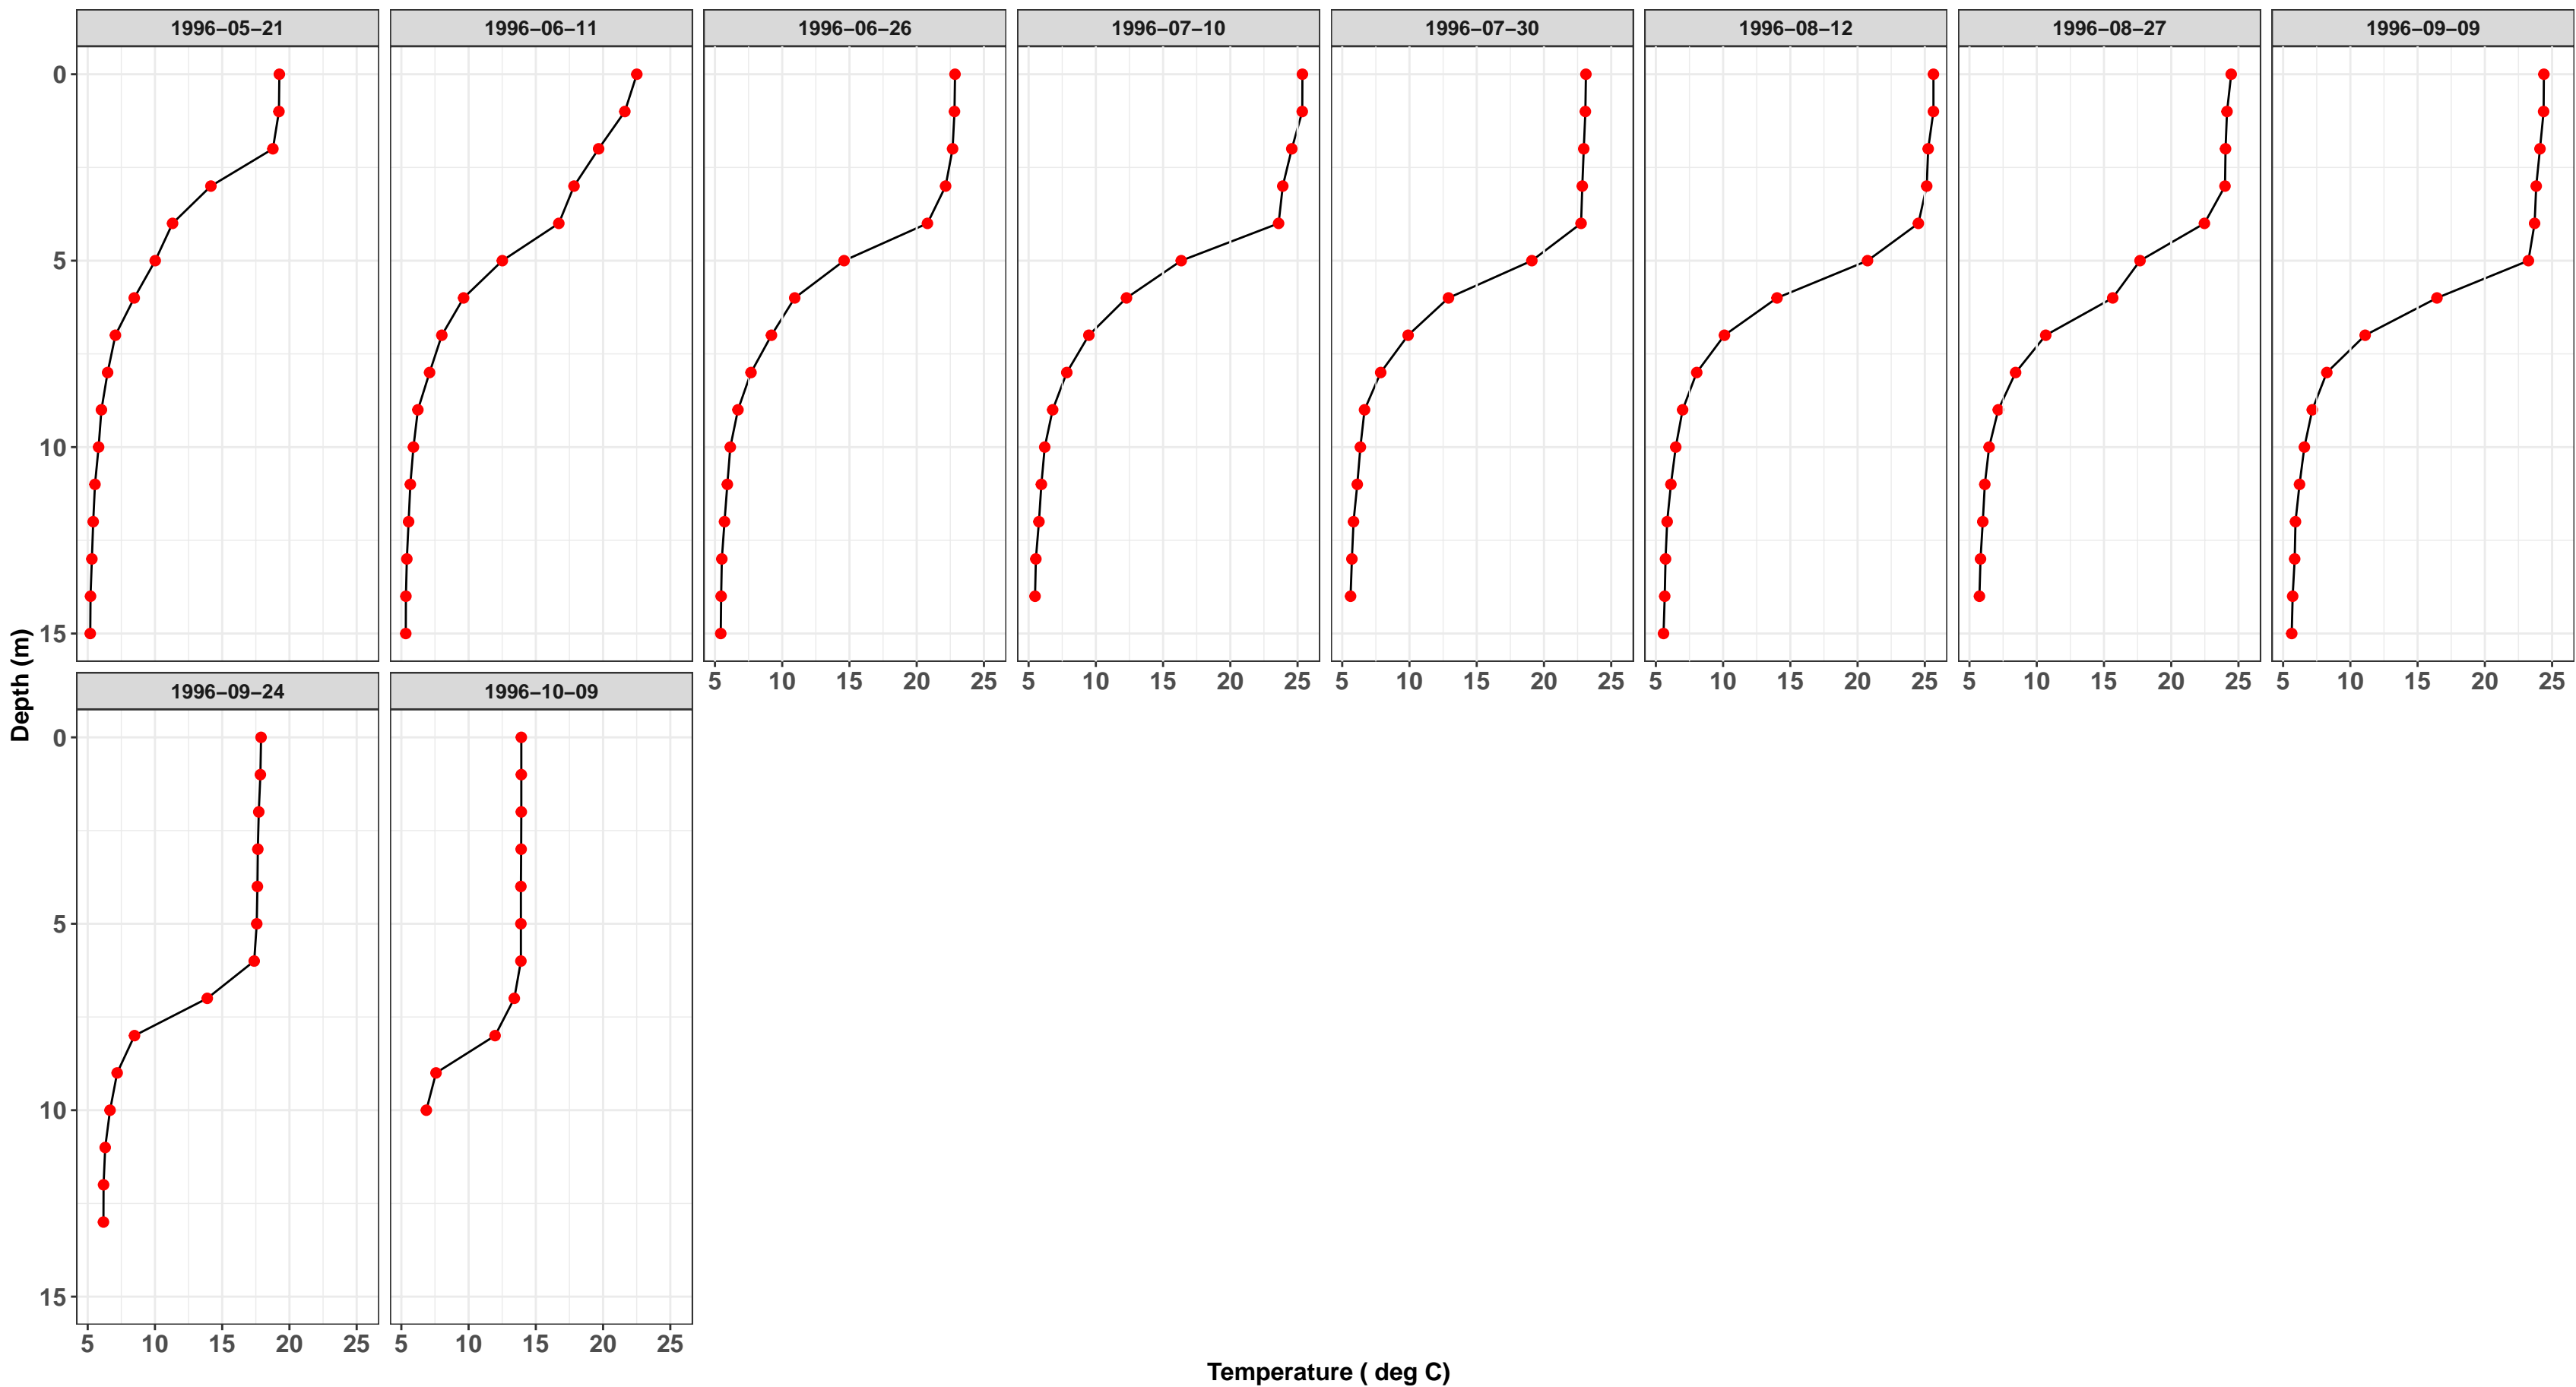 1996–05–21 1996–06–11 1996–06–26 1996–07–10 1996–07–30 1996–08–12 1996–08–27 1996–09–09
0
5
10
15
Depth (m)
5 10 15 20 25 5 10 15 20 25 5 10 15 20 25 5 10 15 20 25 5 10 15 20 25 5 10 15 20 25
1996–09–24 1996–10–09
0
5
10
15
5 10 15 20 25 5 10 15 20 25
Temperature ( deg C)